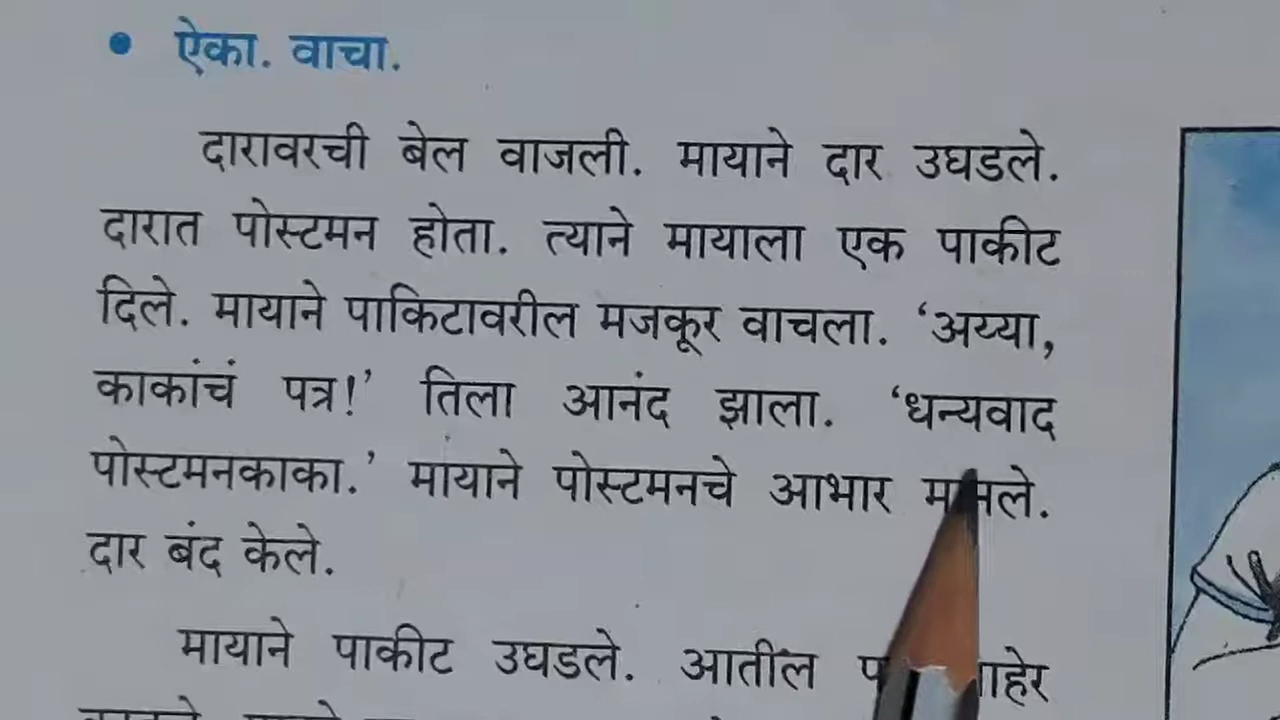 • ऐका. वाचा.
दारावरची बेल वाजली. मायाने दार उघडले.
दारात पोस्टमन होता. त्याने मायाला एक पाकीट
दिले. मायाने पाकिटावरील मजकूर वाचला. ‘अय्या,
काकांचं पत्र!’ तिला आनंद झाला. ‘धन्यवाद
पोस्टमनकाका.’ मायाने पोस्टमनचे आभार
दार बंद केले.
मायाने पाकीट उघडले. आतील